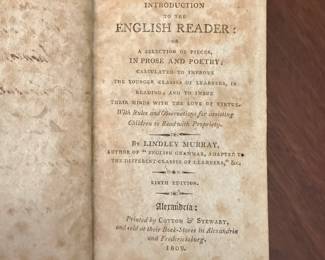 INTRODUCTION
TO THE
ENGLISH READER:
OR
A SELECTION OF PIECES,
IN PROSE AND POETRY;
CALCULATED TO IMPROVE
THE YOUNGER CLASSES OF LEARNERS, IN
READING; AND TO IMBUE
THEIR MINDS WITH THE LOVE OF VIRTUE.
With Rules and Observations for assisting
Children to Read with Propriety.
By LINDLEY MURRAY,
AUTHOR OF "ENGLISH GRAMMAR, ADAPTED TO
THE DIFFERENT CLASSES OF LEARNERS," &c.
SIXTH EDITION.
Alexandria:
Printed by COTTOM & STEWART,
and sold at their Book-Stores in Alexandria
and Fredericksburg.